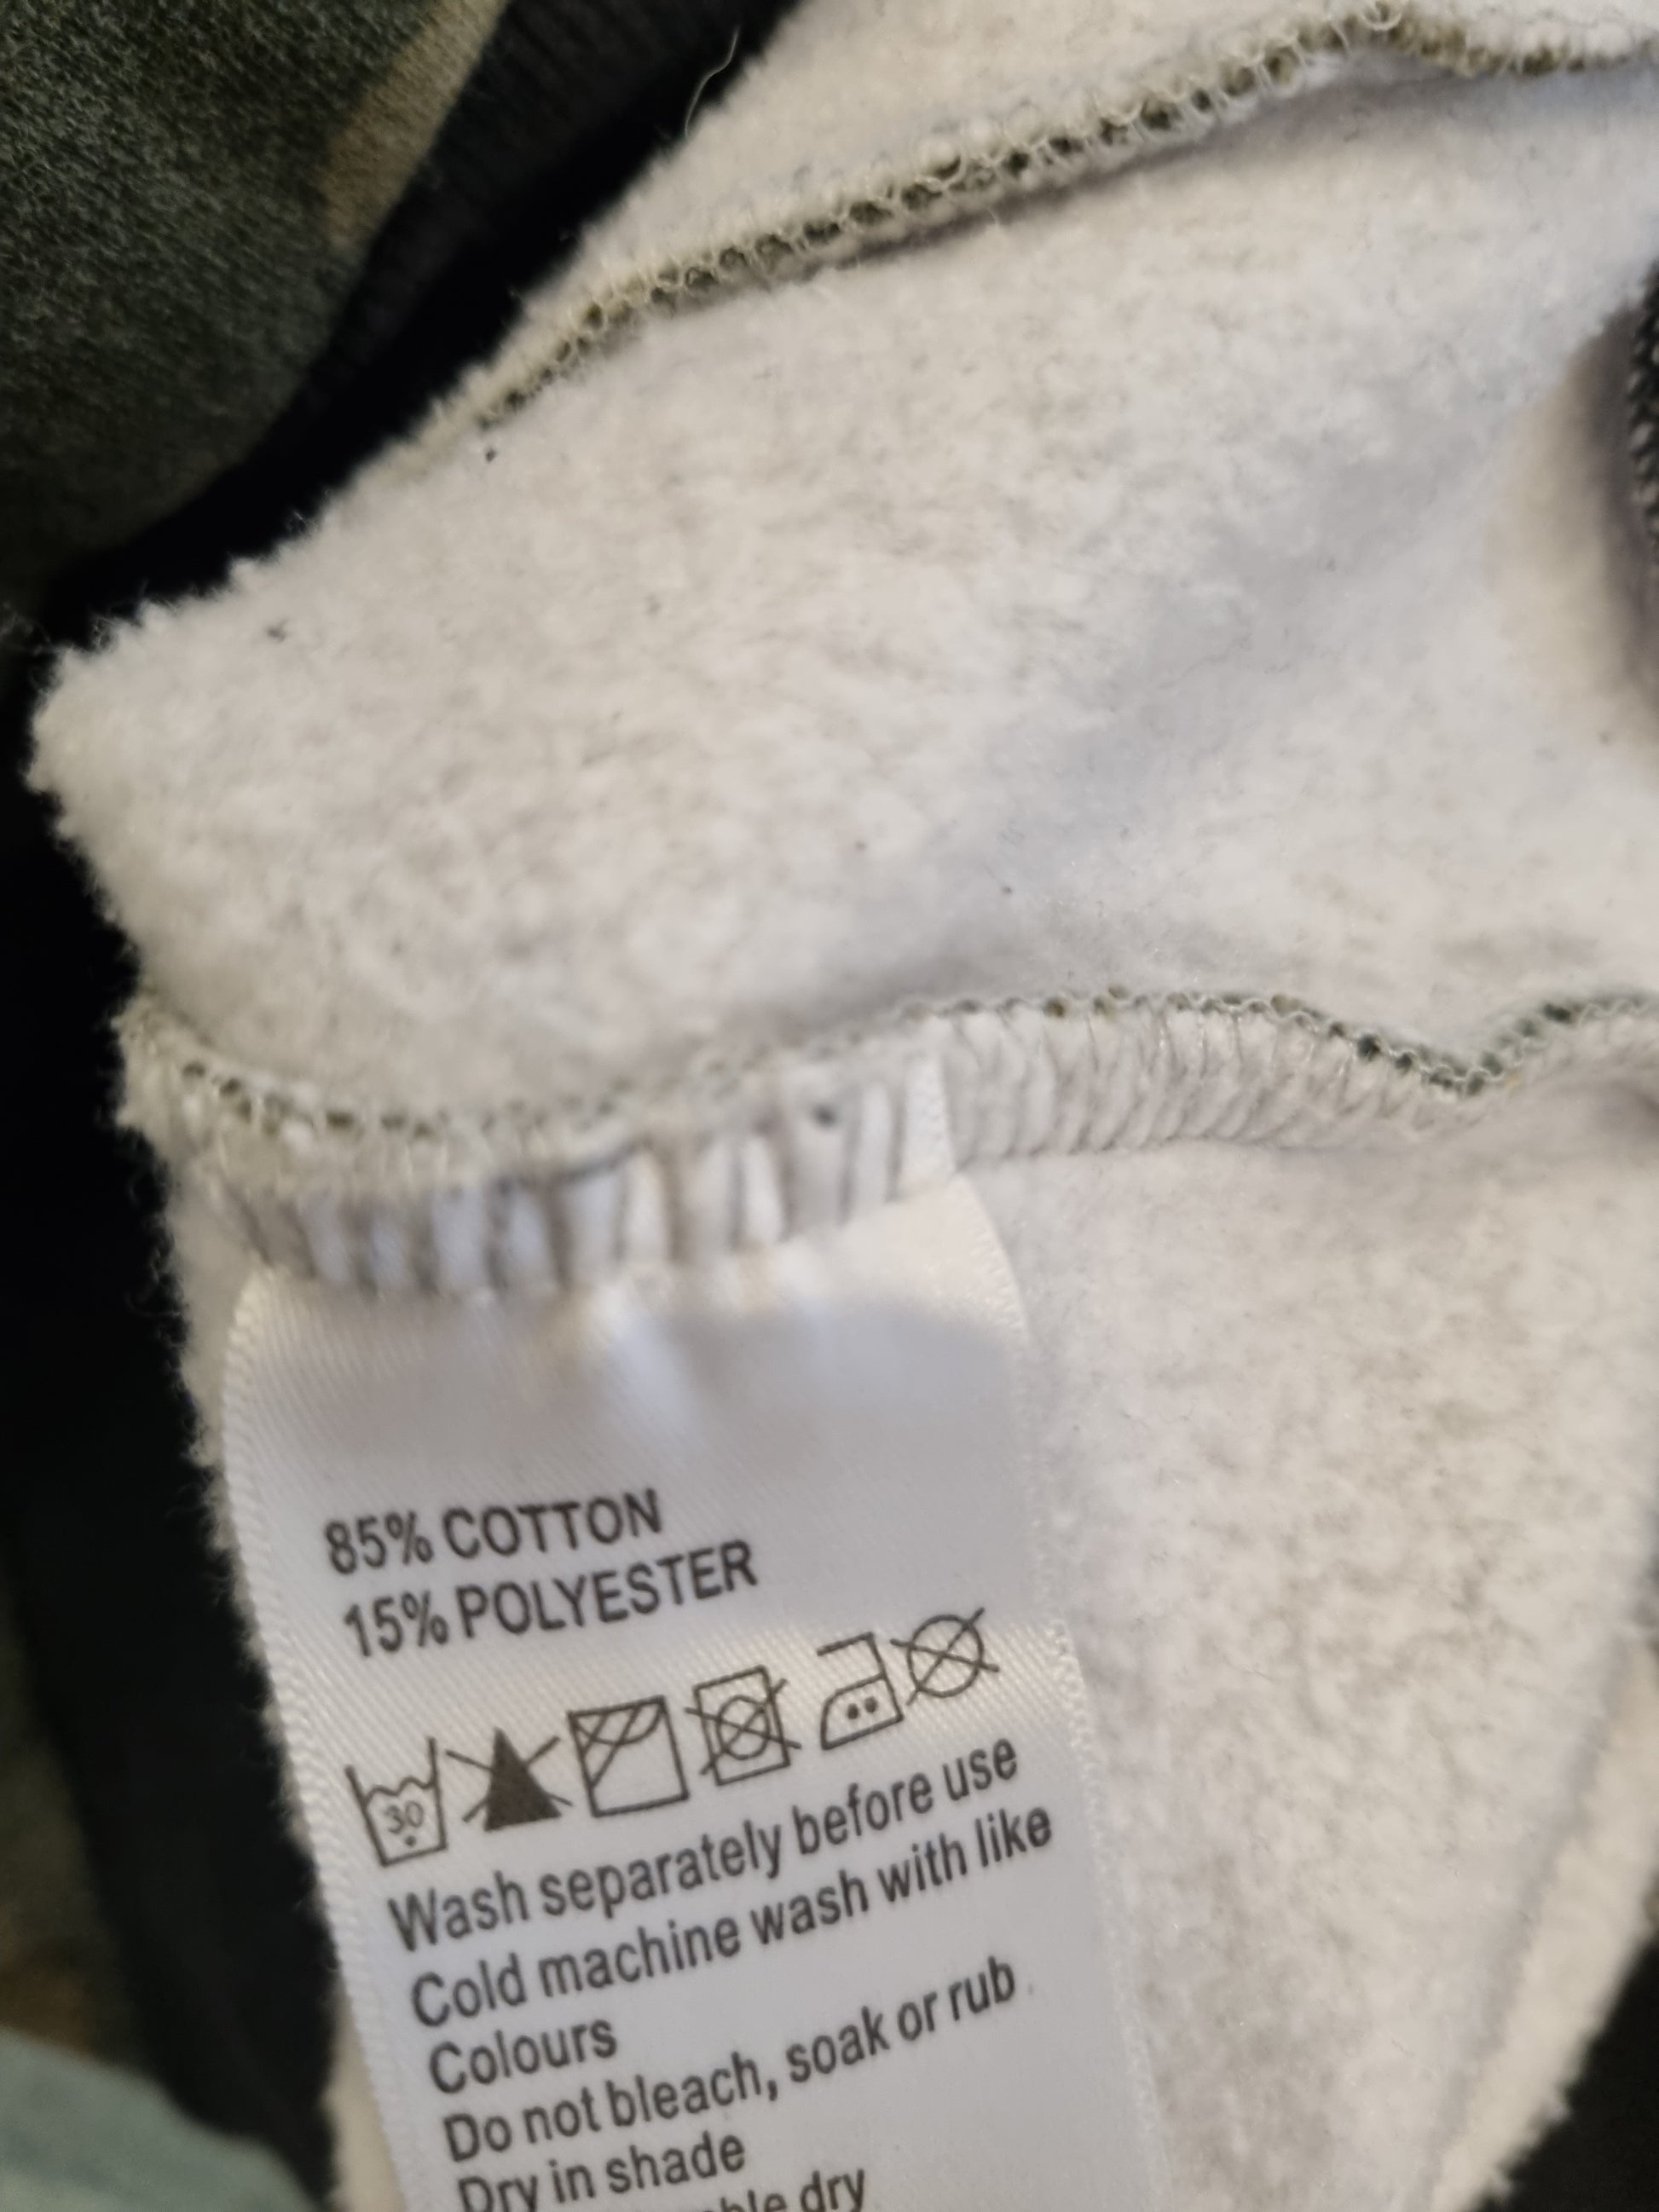 85% COTTON
15% POLYESTER
30
Wash separately before use
Cold machine wash with like
Colours
Do not bleach, soak or rub
Dry in shade
dry